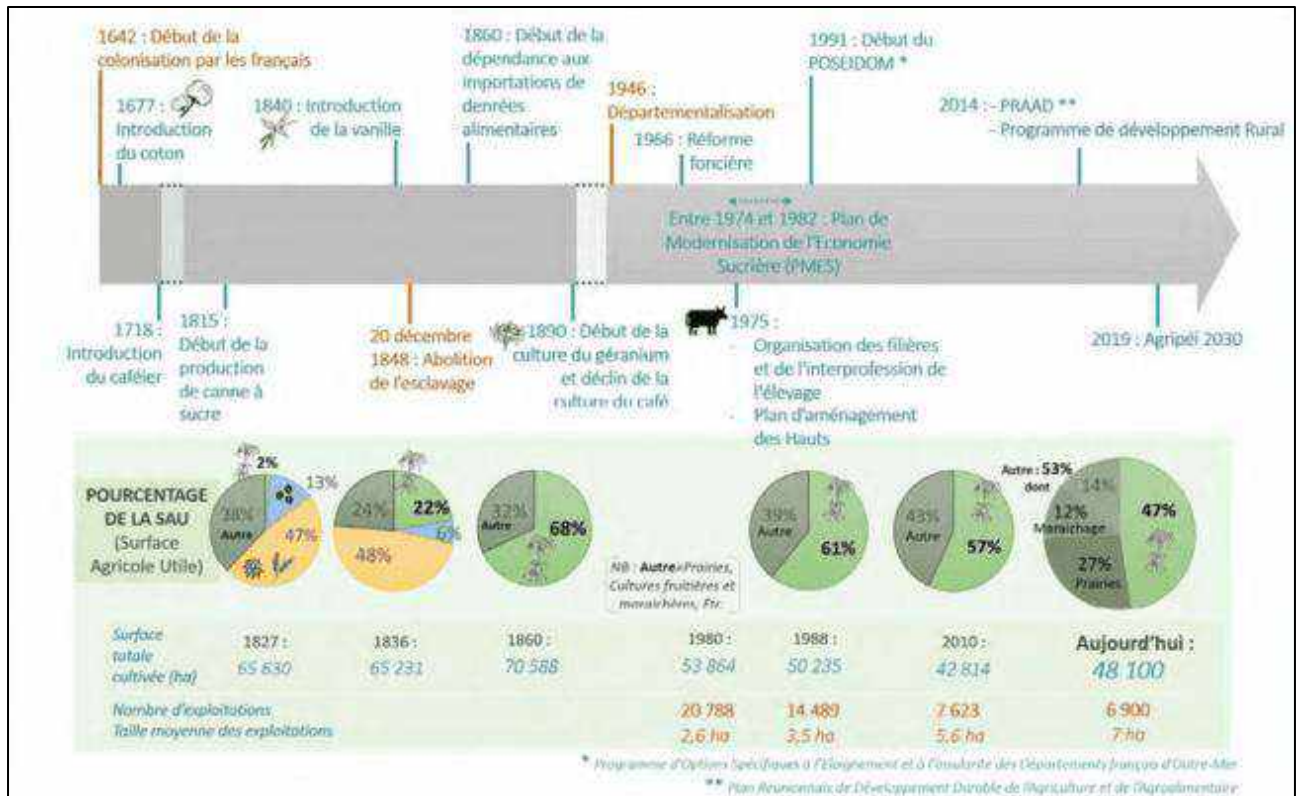 1642 : Début de la
colonisation par les français
1677 :
Introduction
du coton
1840 : Introduction
de la vanille
1860 : Début de la
dépendance aux
importations de
denrées
alimentaires
1946 :
Départementalisation
1966 : Réforme
foncière
1991 : Début du
POSEIDOM *
2014 : - PRAAD **
- Programme de développement Rural
Entre 1974 et 1982 : Plan de
Modernisation de l'Economie
Sucrière (PMES)
1718 :
Introduction
du caféier
1815 :
Début de la
production
de canne à
sucre
20 décembre
1848 : Abolition
de l'esclavage
1890 : Début de la
culture du géranium
et déclin de la
culture du café
1975 :
- Organisation des filières
et de l'interprofession de
l'élevage
- Plan d'aménagement
des Hauts
2019 : Agripéi 2030
POURCENTAGE
DE LA SAU
(Surface
Agricole Utile)
2%
13%
47%
38%
Autre
22%
6%
48%
24%
68%
32%
Autre
NB : Autre=Prairies,
Cultures fruitières et
maraichères, Etc.
61%
39%
Autre
57%
43%
Autre
Autre : 53%
dont
14%
12%
Maraichage
27%
Prairies
47%
Surface
totale
cultivée (ha)
1827 : 1836 : 1860 : 1980 : 1988 : 2010 : Aujourd'hui :
65 630 65 231 70 588 53 864 50 235 42 814 48 100
Nombre d'exploitations 20 788 14 489 7 623 6 900
Taille moyenne des exploitations 2,6 ha 3,5 ha 5,6 ha 7 ha
* Programme d'Options Spécifiques à l'Eloignement et à l'Insularité des Départements français d'Outre-Mer
** Plan Réunionnais de Développement Durable de l'Agriculture et de l'Agroalimentaire